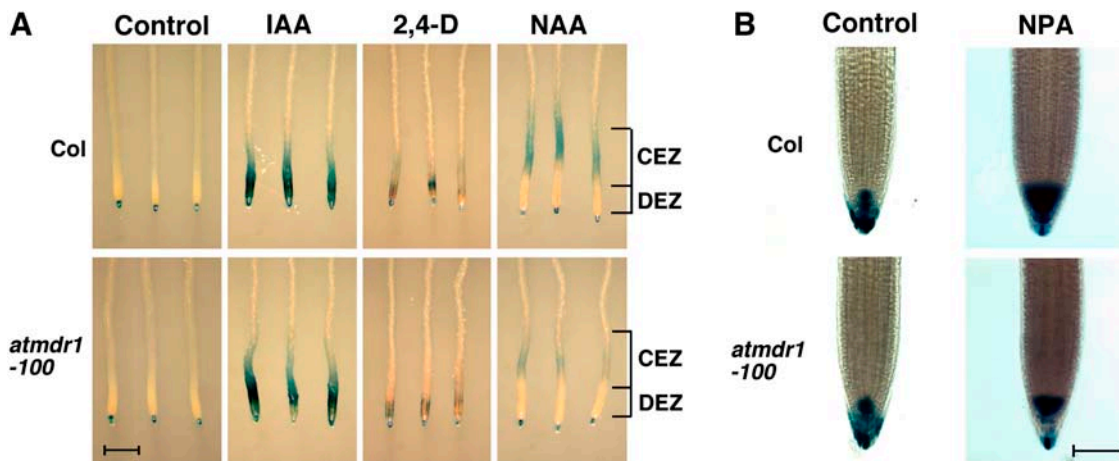 A
Control IAA 2,4-D NAA
Col
CEZ
DEZ
atmdr1
-100
CEZ
DEZ
B
Control NPA
Col
atmdr1
-100